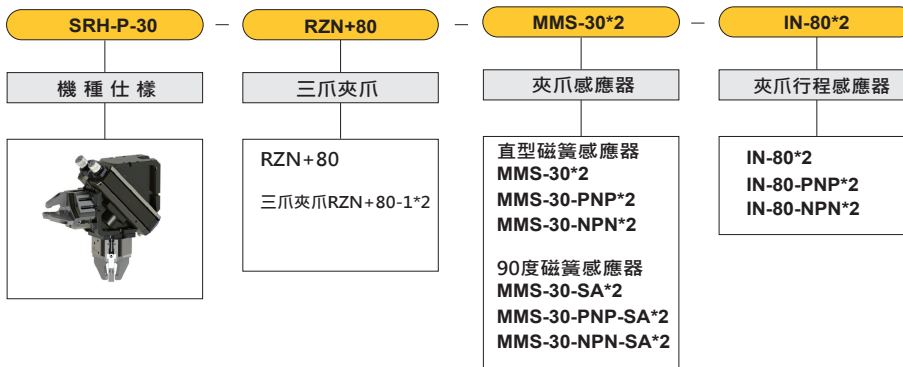 SRH-P-30 — RZN+80 — MMS-30*2 — IN-80*2
機種仕樣
三爪夾爪
夾爪感應器
夾爪行程感應器
RZN+80
三爪夾爪RZN+80-1*2
直型磁簧感應器
MMS-30*2
MMS-30-PNP*2
MMS-30-NPN*2
90度磁簧感應器
MMS-30-SA*2
MMS-30-PNP-SA*2
MMS-30-NPN-SA*2
IN-80*2
IN-80-PNP*2
IN-80-NPN*2